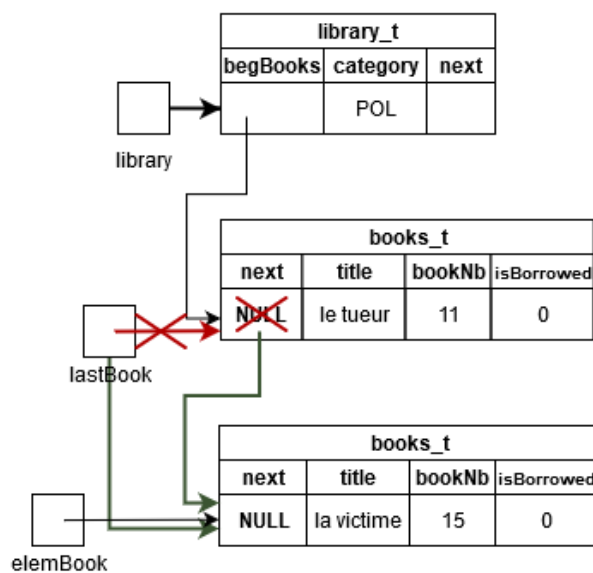 library_t
begBooks category next
POL
library
books_t
next title bookNb isBorrowed
NULL le tueur 11 0
lastBook
books_t
next title bookNb isBorrowed
NULL la victime 15 0
elemBook